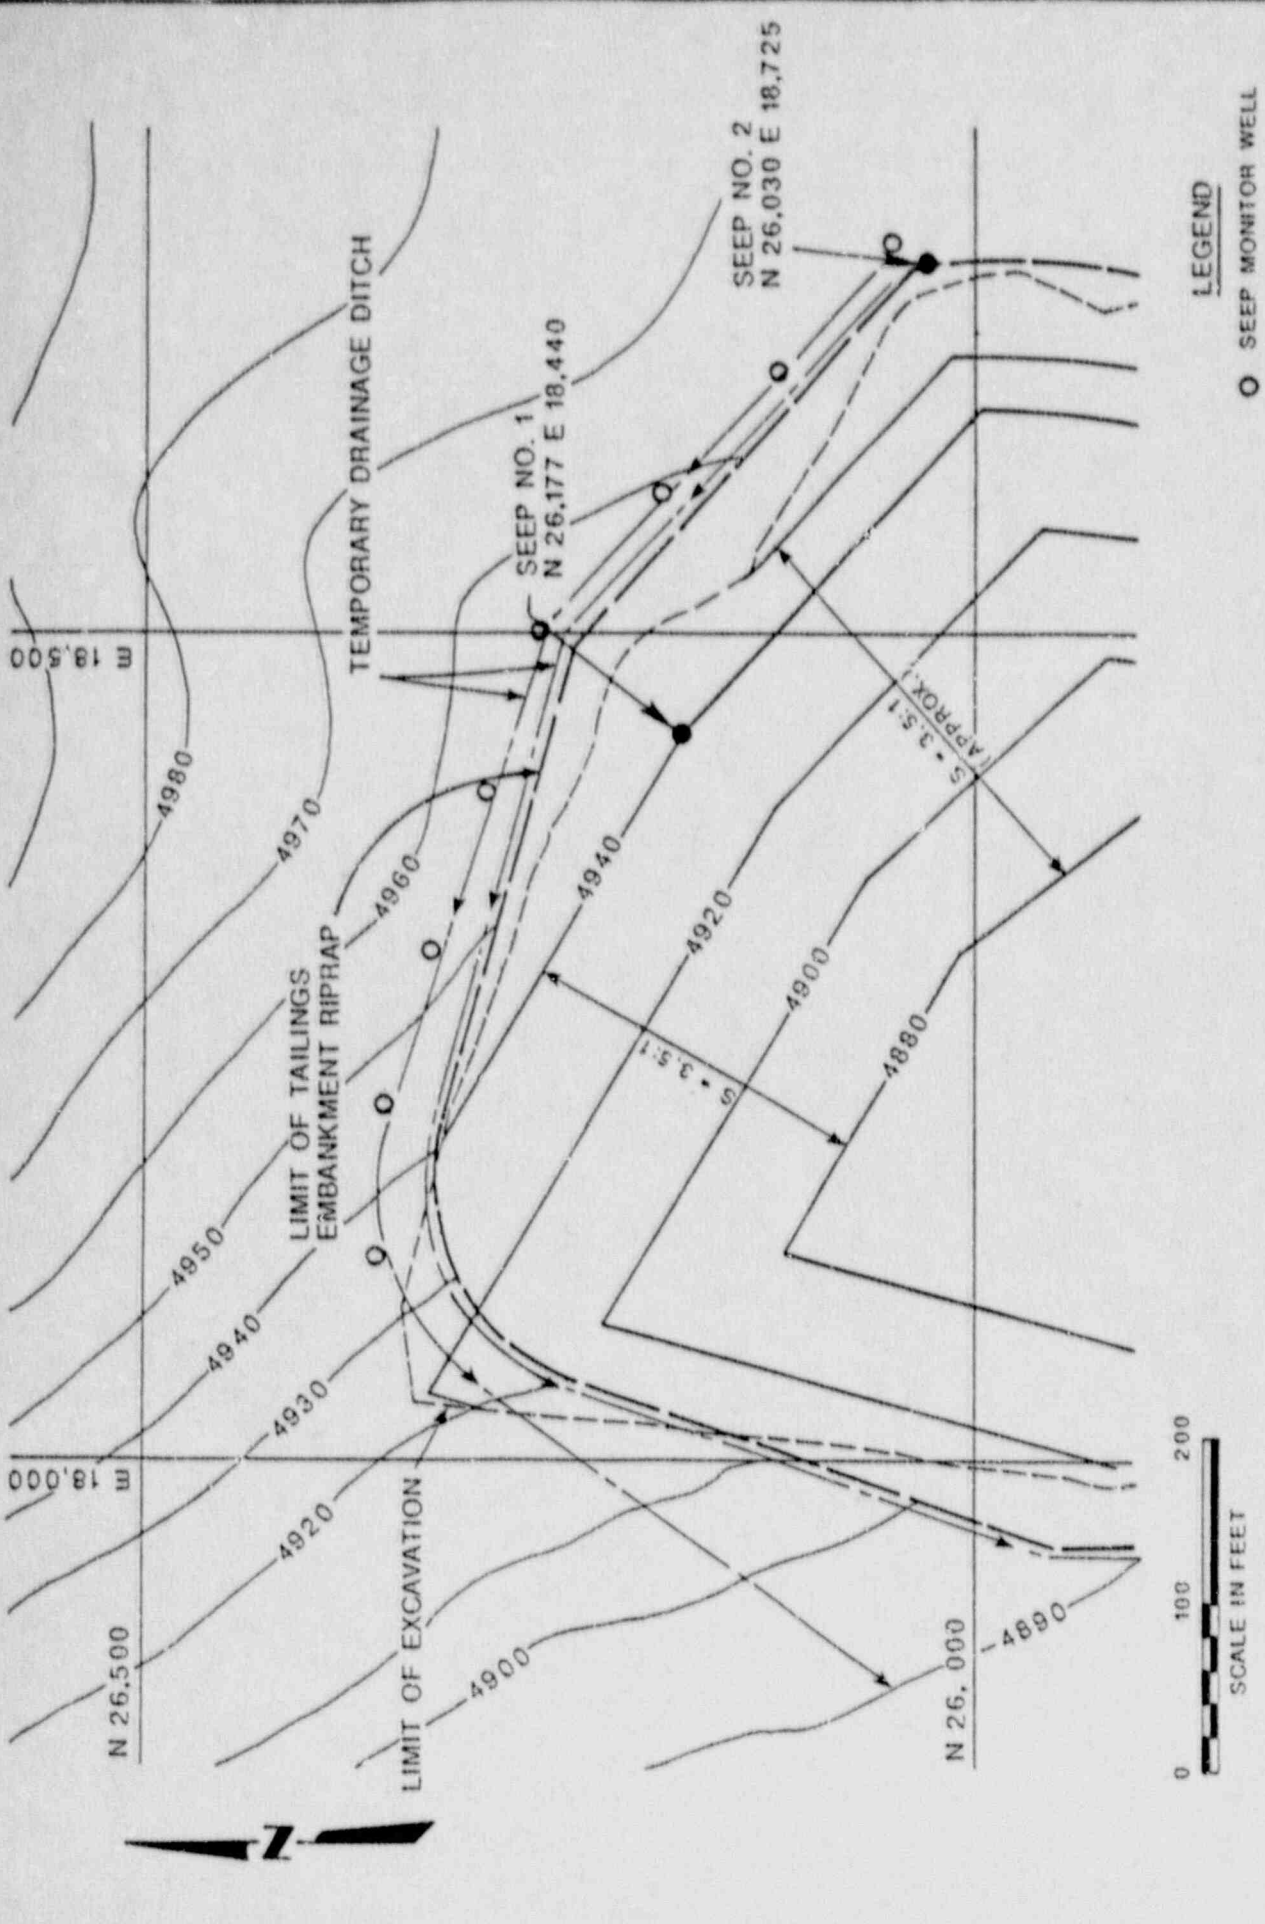 SEEP NO. 2
N 26,030 E 18,725
TEMPORARY DRAINAGE DITCH
SEEP NO. 1
N 26,177 E 18,440
E 18,500
4980
4970
4960
LIMIT OF TAILINGS
EMBANKMENT RIPRAP
4950
4940
4930
4920
E 18,000
N 26,500
LIMIT OF EXCAVATION
4900
4890
N 26,000
4940
4920
4900
4880
S = 3.5:1
S = 3.5:1
(APPROX.)
N
LEGEND
O SEEP MONITOR WELL
0 100 200
SCALE IN FEET